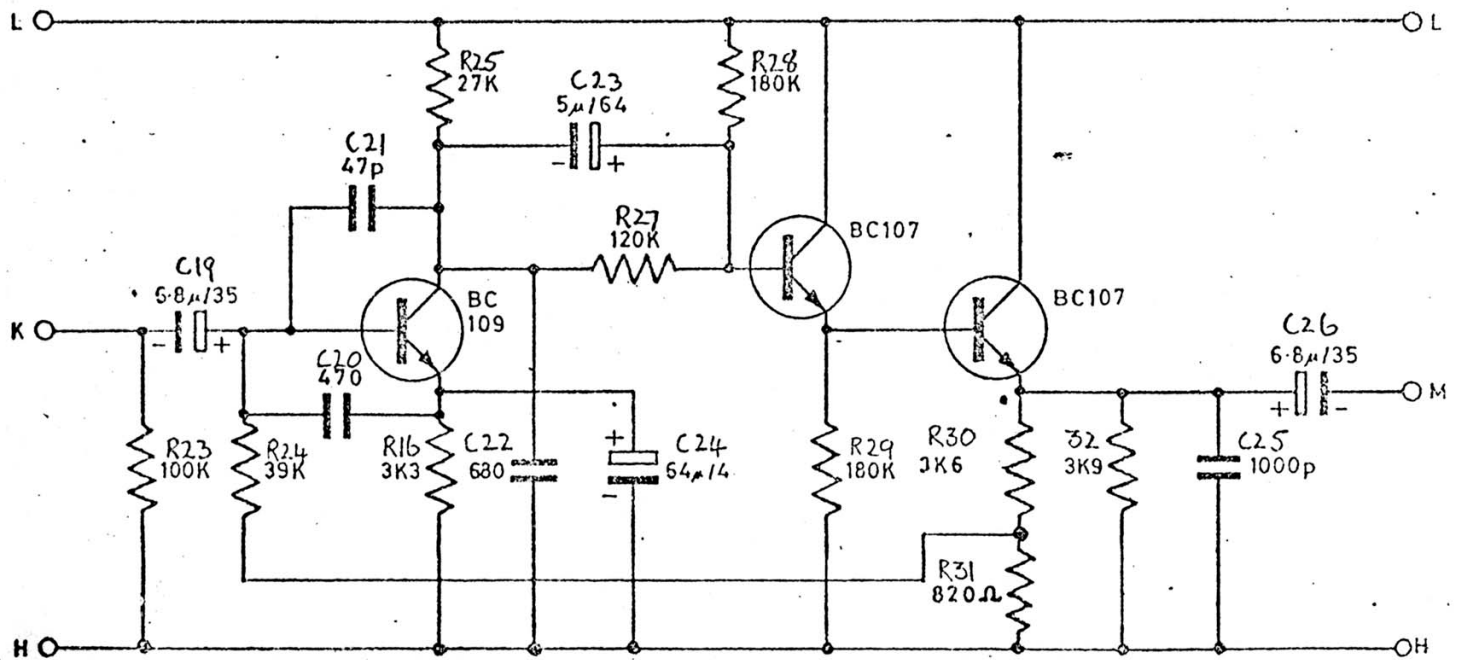 L
L
R25
27K
C23
5μ/64
R28
180K
C21
47p
-
+
R27
120K
BC107
C19
6·8μ/35
BC
109
BC107
K
-
+
C20
470
C26
6·8μ/35
+
-
M
R23
100K
R24
39K
R16
3K3
C22
680
+
-
C24
64μ/4
R29
180K
R30
3K6
32
3K9
C25
1000p
R31
820Ω
H
H